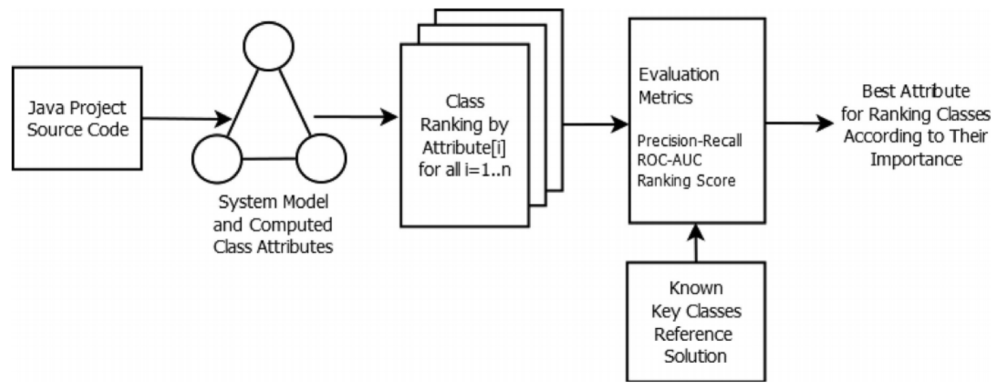 Java Project
Source Code
System Model
and Computed
Class Attributes
Class
Ranking by
Attribute[i]
for all i=1..n
Evaluation
Metrics
Precision-Recall
ROC-AUC
Ranking Score
Known
Key Classes
Reference
Solution
Best Attribute
for Ranking Classes
According to Their
Importance